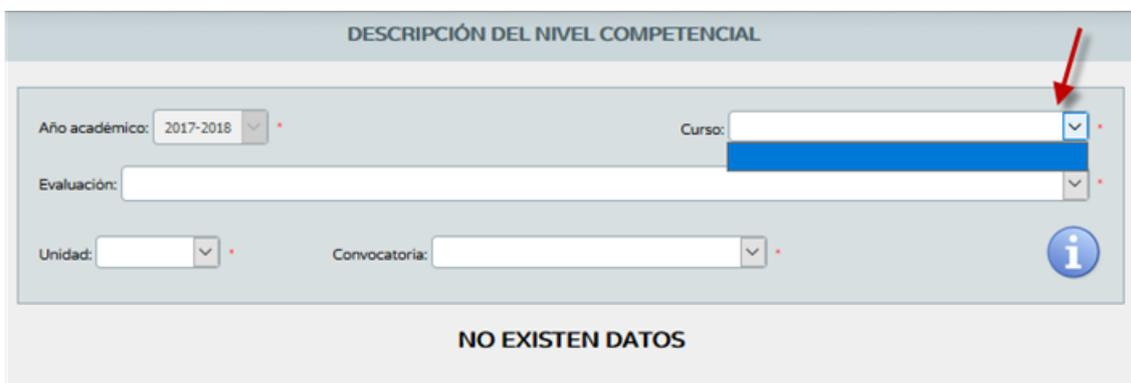 DESCRIPCIÓN DEL NIVEL COMPETENCIAL
Año académico: 2017-2018 * Curso: *
Evaluación: *
Unidad: * Convocatoria: *
i
NO EXISTEN DATOS